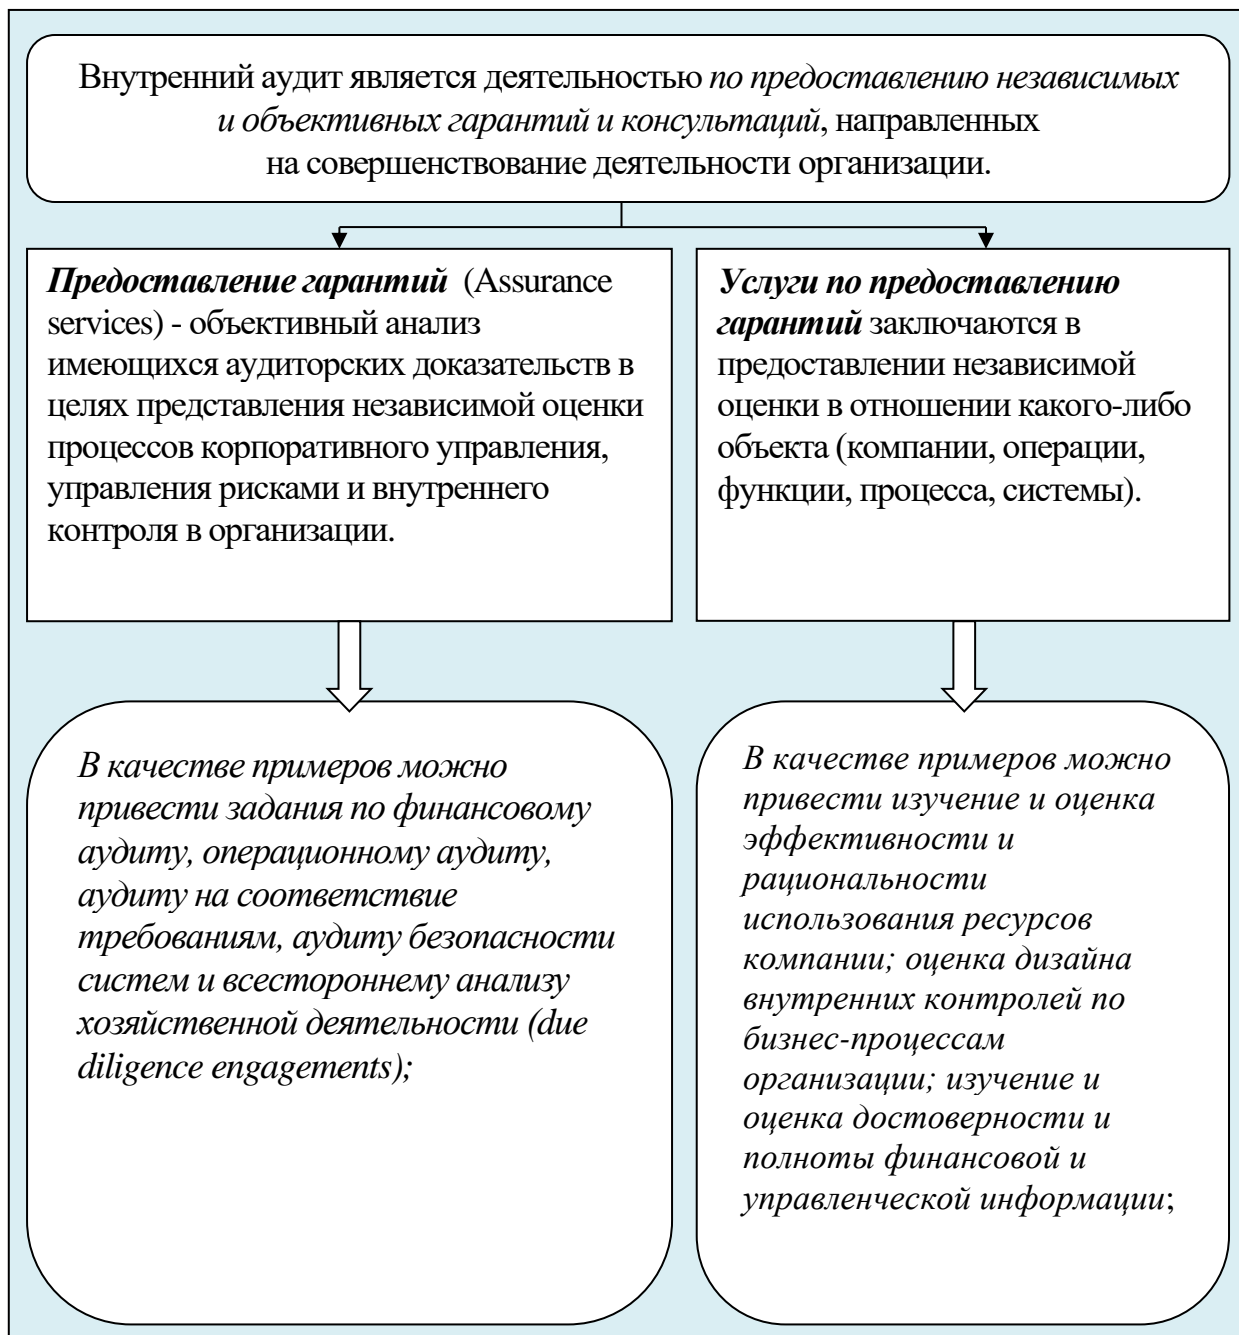 Внутренний аудит является деятельностью по предоставлению независимых
и объективных гарантий и консультаций, направленных
на совершенствование деятельности организации.
Предоставление гарантий (Assurance
services) - объективный анализ
имеющихся аудиторских доказательств в
целях представления независимой оценки
процессов корпоративного управления,
управления рисками и внутреннего
контроля в организации.
Услуги по предоставлению
гарантий заключаются в
предоставлении независимой
оценки в отношении какого-либо
объекта (компании, операции,
функции, процесса, системы).
В качестве примеров можно
привести задания по финансовому
аудиту, операционному аудиту,
аудиту на соответствие
требованиям, аудиту безопасности
систем и всестороннему анализу
хозяйственной деятельности (due
diligence engagements);
В качестве примеров можно
привести изучение и оценка
эффективности и
рациональности
использования ресурсов
компании; оценка дизайна
внутренних контролей по
бизнес-процессам
организации; изучение и
оценка достоверности и
полноты финансовой и
управленческой информации;